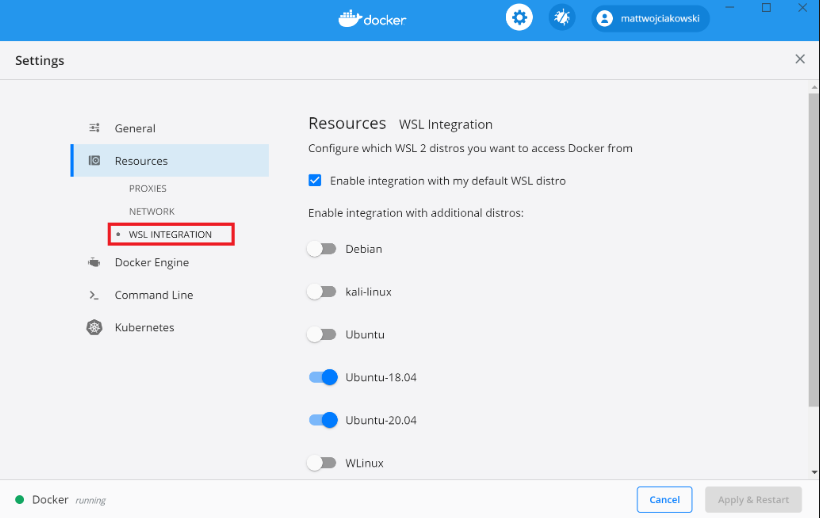 docker
mattwojciakowski
Settings
General
Resources
PROXIES
NETWORK
WSL INTEGRATION
Docker Engine
Command Line
Kubernetes
Resources WSL Integration
Configure which WSL 2 distros you want to access Docker from
Enable integration with my default WSL distro
Enable integration with additional distros:
Debian
kali-linux
Ubuntu
Ubuntu-18.04
Ubuntu-20.04
WLinux
Docker running
Cancel
Apply & Restart